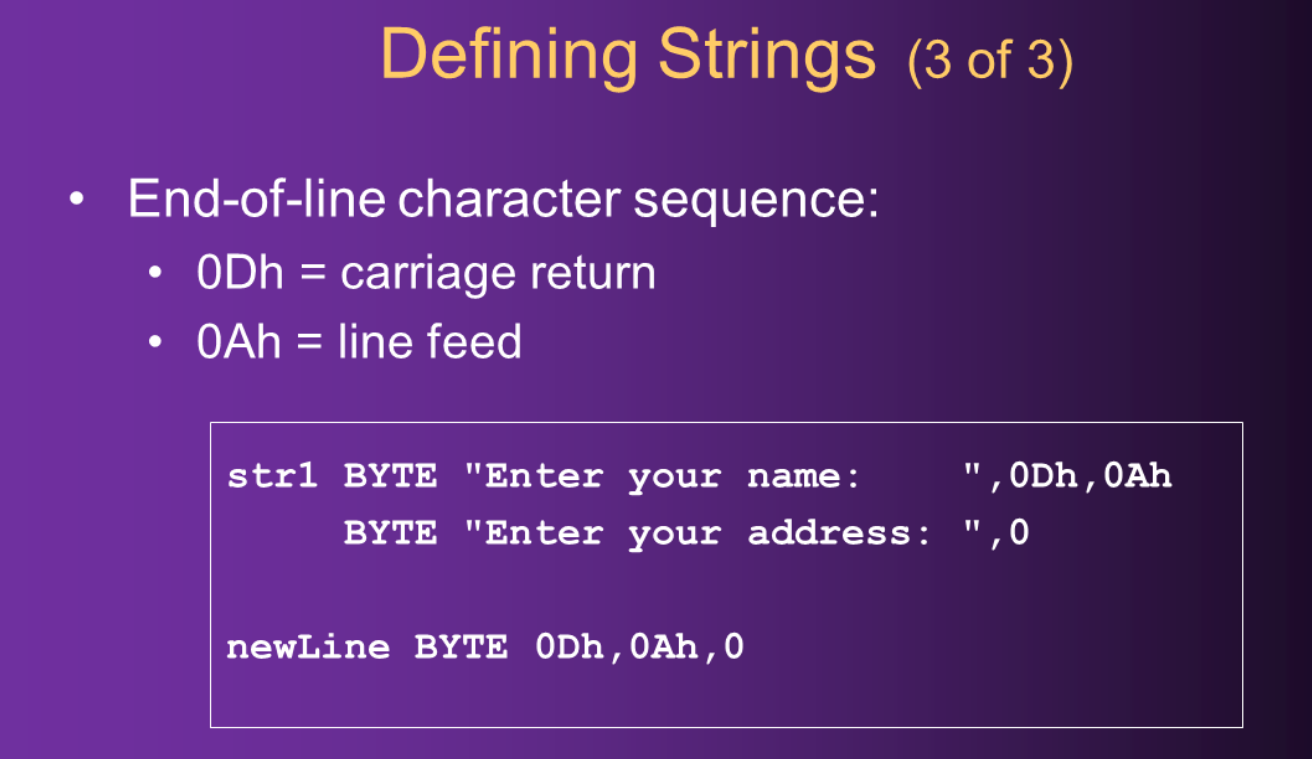 Defining Strings (3 of 3)
• End-of-line character sequence:
• 0Dh = carriage return
• 0Ah = line feed
str1 BYTE "Enter your name:    ",0Dh,0Ah
     BYTE "Enter your address: ",0
newLine BYTE 0Dh,0Ah,0